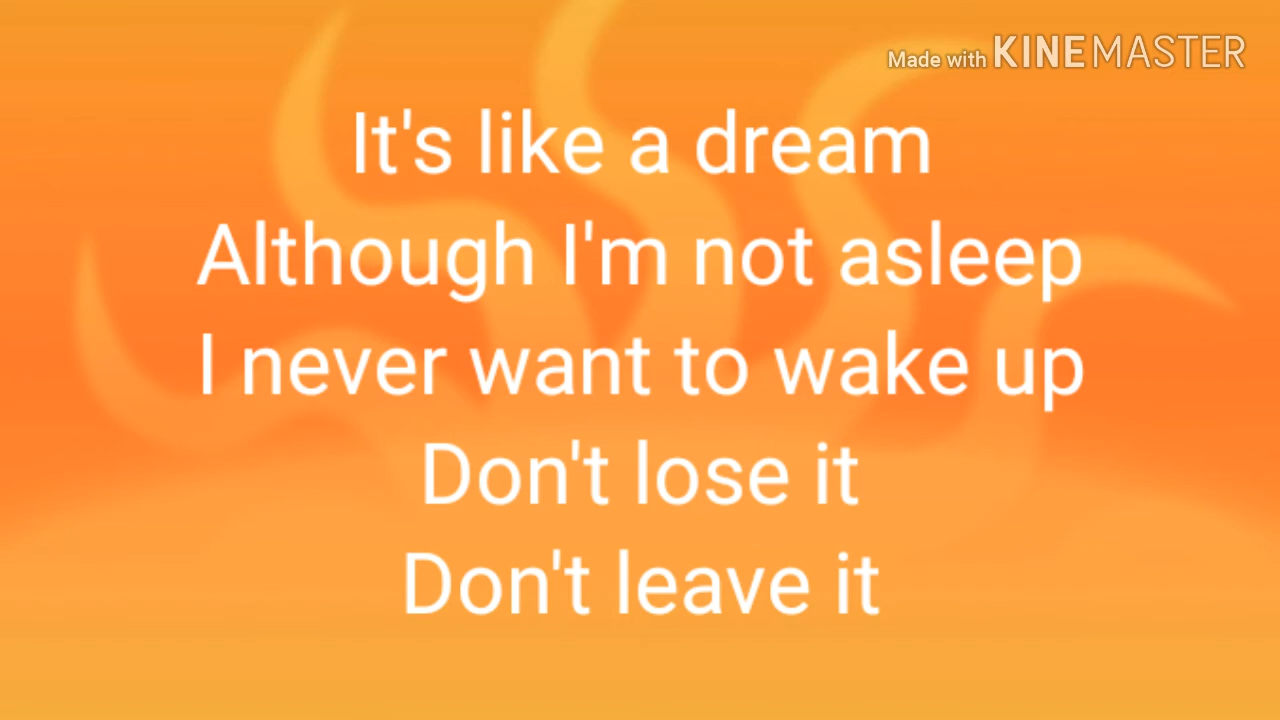 Made with KINEMASTER
It's like a dream
Although I'm not asleep
I never want to wake up
Don't lose it
Don't leave it